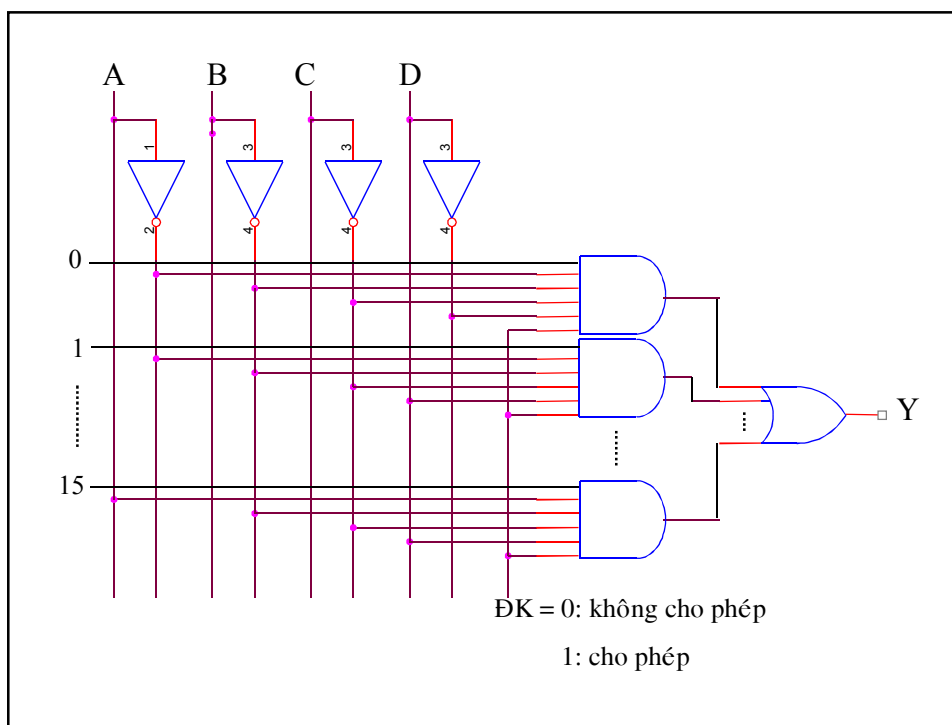 A B C D
1 3 3 3
2 4 4 4
0
1
Y
15
ĐK = 0: không cho phép
1: cho phép